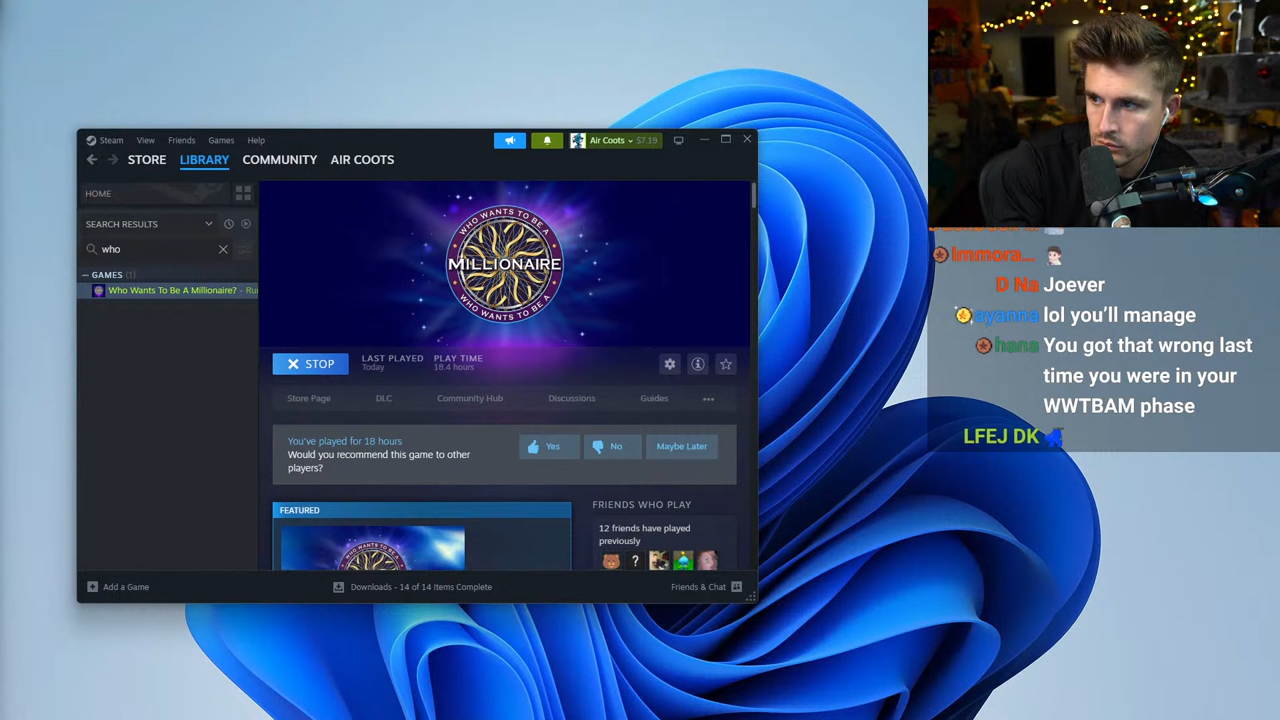 Steam View Friends Games Help
Air Coots $7.19
STORE LIBRARY COMMUNITY AIR COOTS
HOME
SEARCH RESULTS
who
GAMES (1)
Who Wants To Be A Millionaire? -
WHO WANTS TO BE A
MILLIONAIRE
WHO WANTS TO BE A
STOP
LAST PLAYED
Today
PLAY TIME
18.4 hours
Store Page DLC Community Hub Discussions Guides
You've played for 18 hours
Would you recommend this game to other
players?
Yes No Maybe Later
FEATURED
FRIENDS WHO PLAY
12 friends have played
previously
?
Add a Game
Downloads - 14 of 14 Items Complete
Friends & Chat
Immora...
D Na Joever
ayanna lol you'll manage
hana You got that wrong last
time you were in your
WWTBAM phase
LFEJ DK